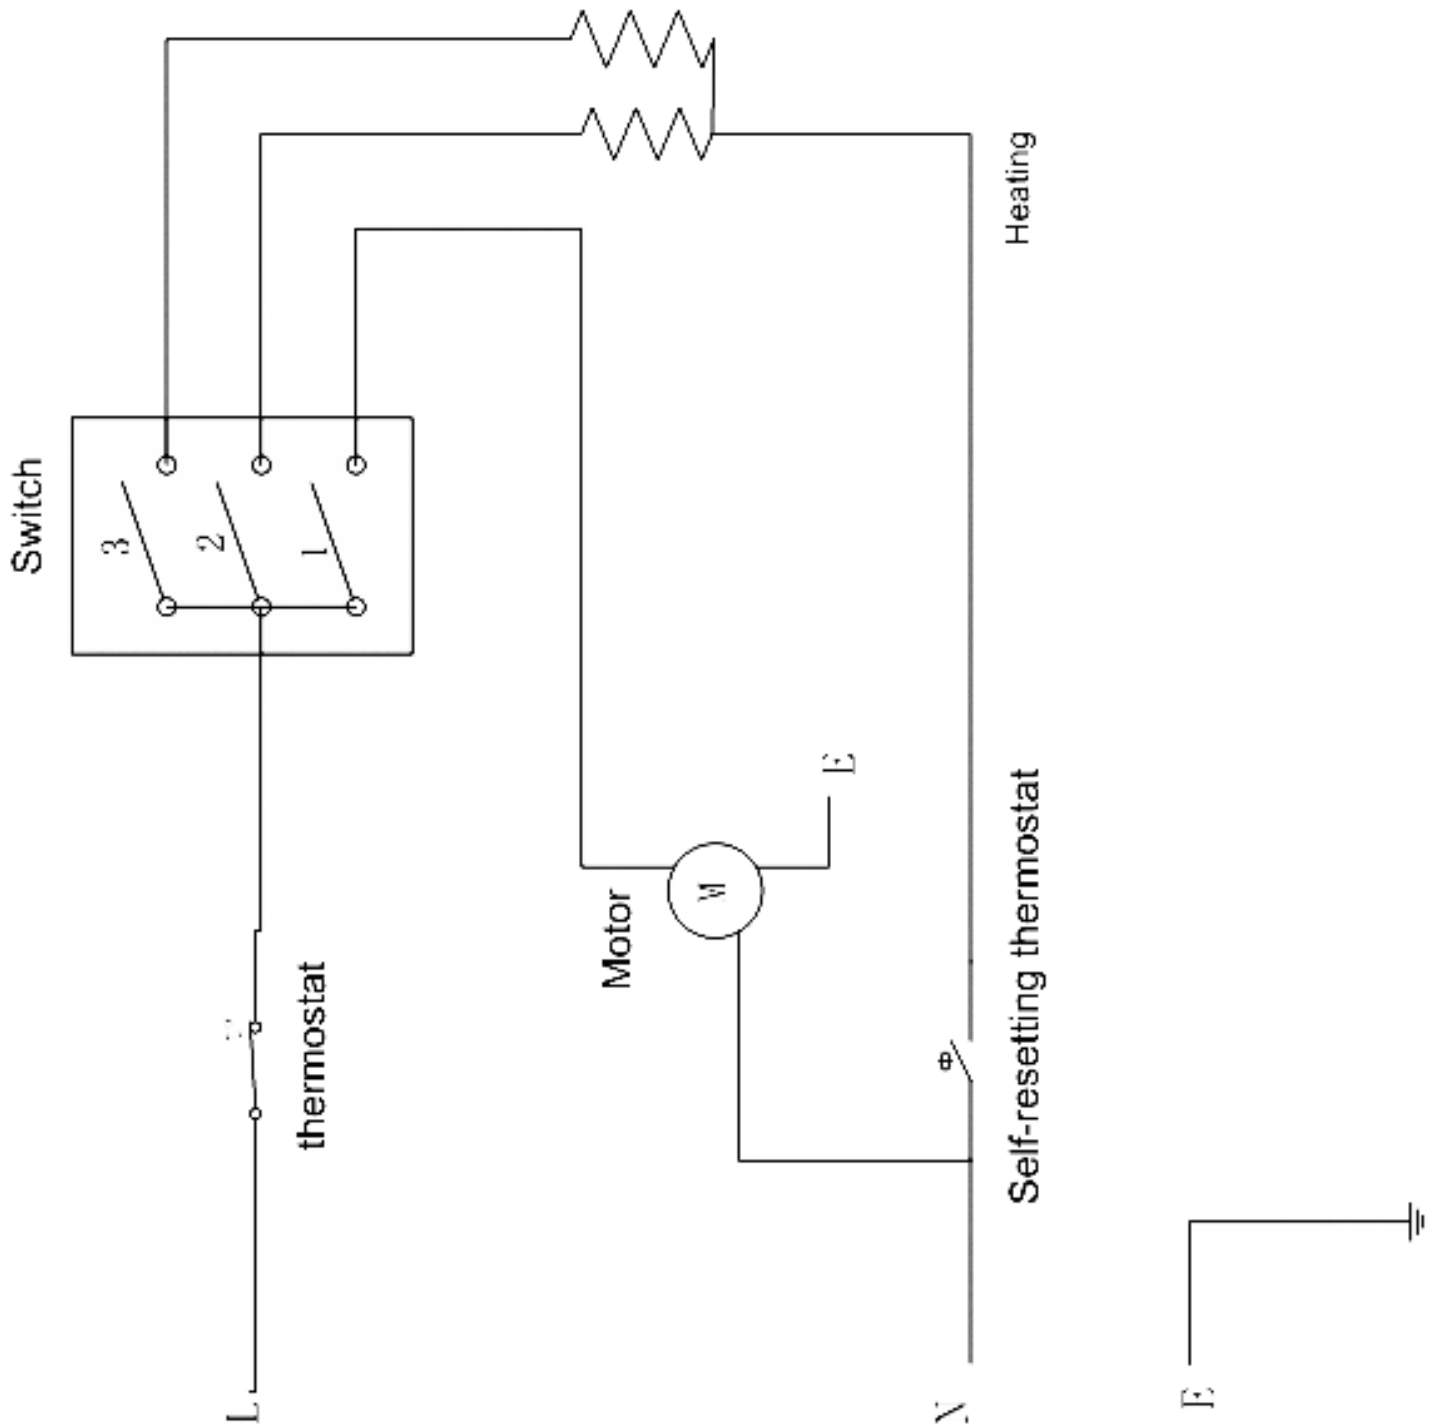 Switch
3
2
1
thermostat
Motor
M
E
Heating
Self-resetting thermostat
L
N
E